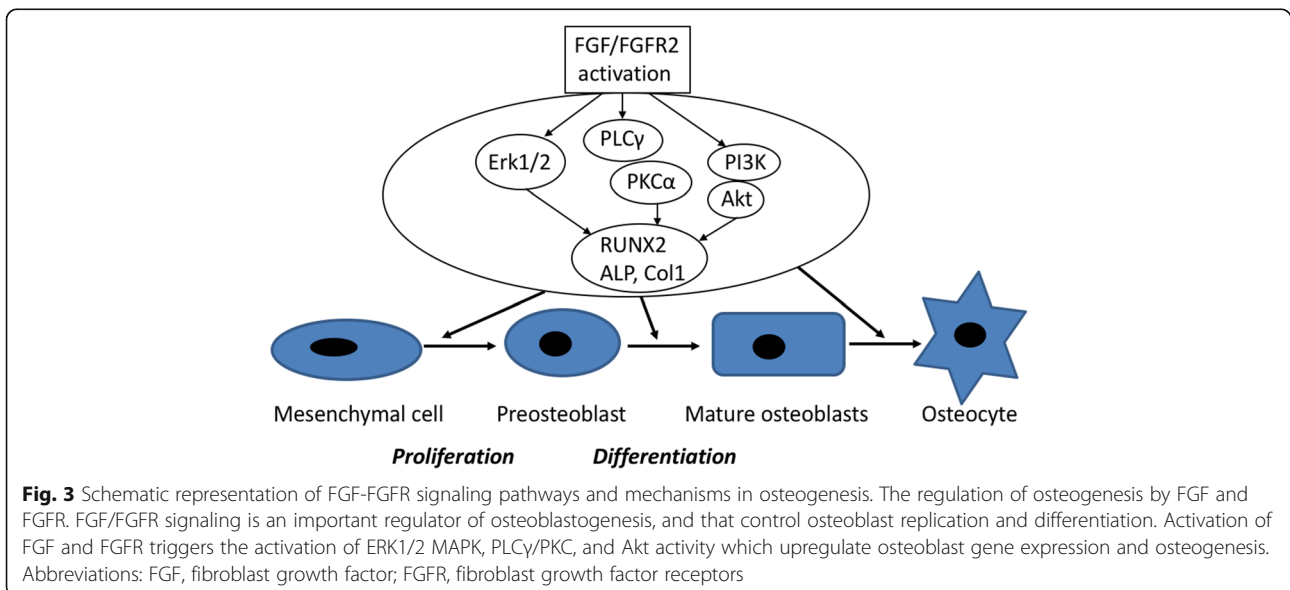 FGF/FGFR2
activation
PLCγ
Erk1/2
PI3K
PKCα
Akt
RUNX2
ALP, Col1
Mesenchymal cell Preosteoblast Mature osteoblasts Osteocyte
Proliferation Differentiation
Fig. 3 Schematic representation of FGF-FGFR signaling pathways and mechanisms in osteogenesis. The regulation of osteogenesis by FGF and
FGFR. FGF/FGFR signaling is an important regulator of osteoblastogenesis, and that control osteoblast replication and differentiation. Activation of
FGF and FGFR triggers the activation of ERK1/2 MAPK, PLCγ/PKC, and Akt activity which upregulate osteoblast gene expression and osteogenesis.
Abbreviations: FGF, fibroblast growth factor; FGFR, fibroblast growth factor receptors